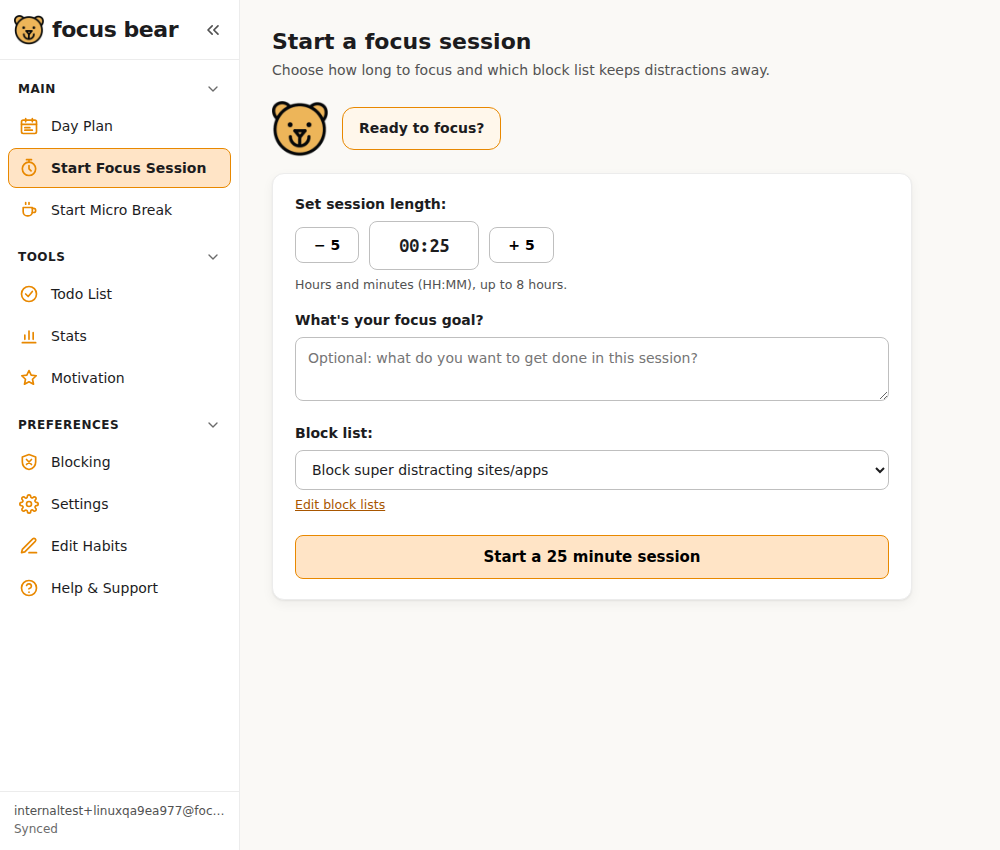 focus bear
MAIN
Day Plan
Start Focus Session
Start Micro Break
TOOLS
Todo List
Stats
Motivation
PREFERENCES
Blocking
Settings
Edit Habits
Help & Support
internaltest+linuxqa9ea977@foc...
Synced
Start a focus session
Choose how long to focus and which block list keeps distractions away.
Ready to focus?
Set session length:
− 5
00:25
+ 5
Hours and minutes (HH:MM), up to 8 hours.
What's your focus goal?
Optional: what do you want to get done in this session?
Block list:
Block super distracting sites/apps
Edit block lists
Start a 25 minute session